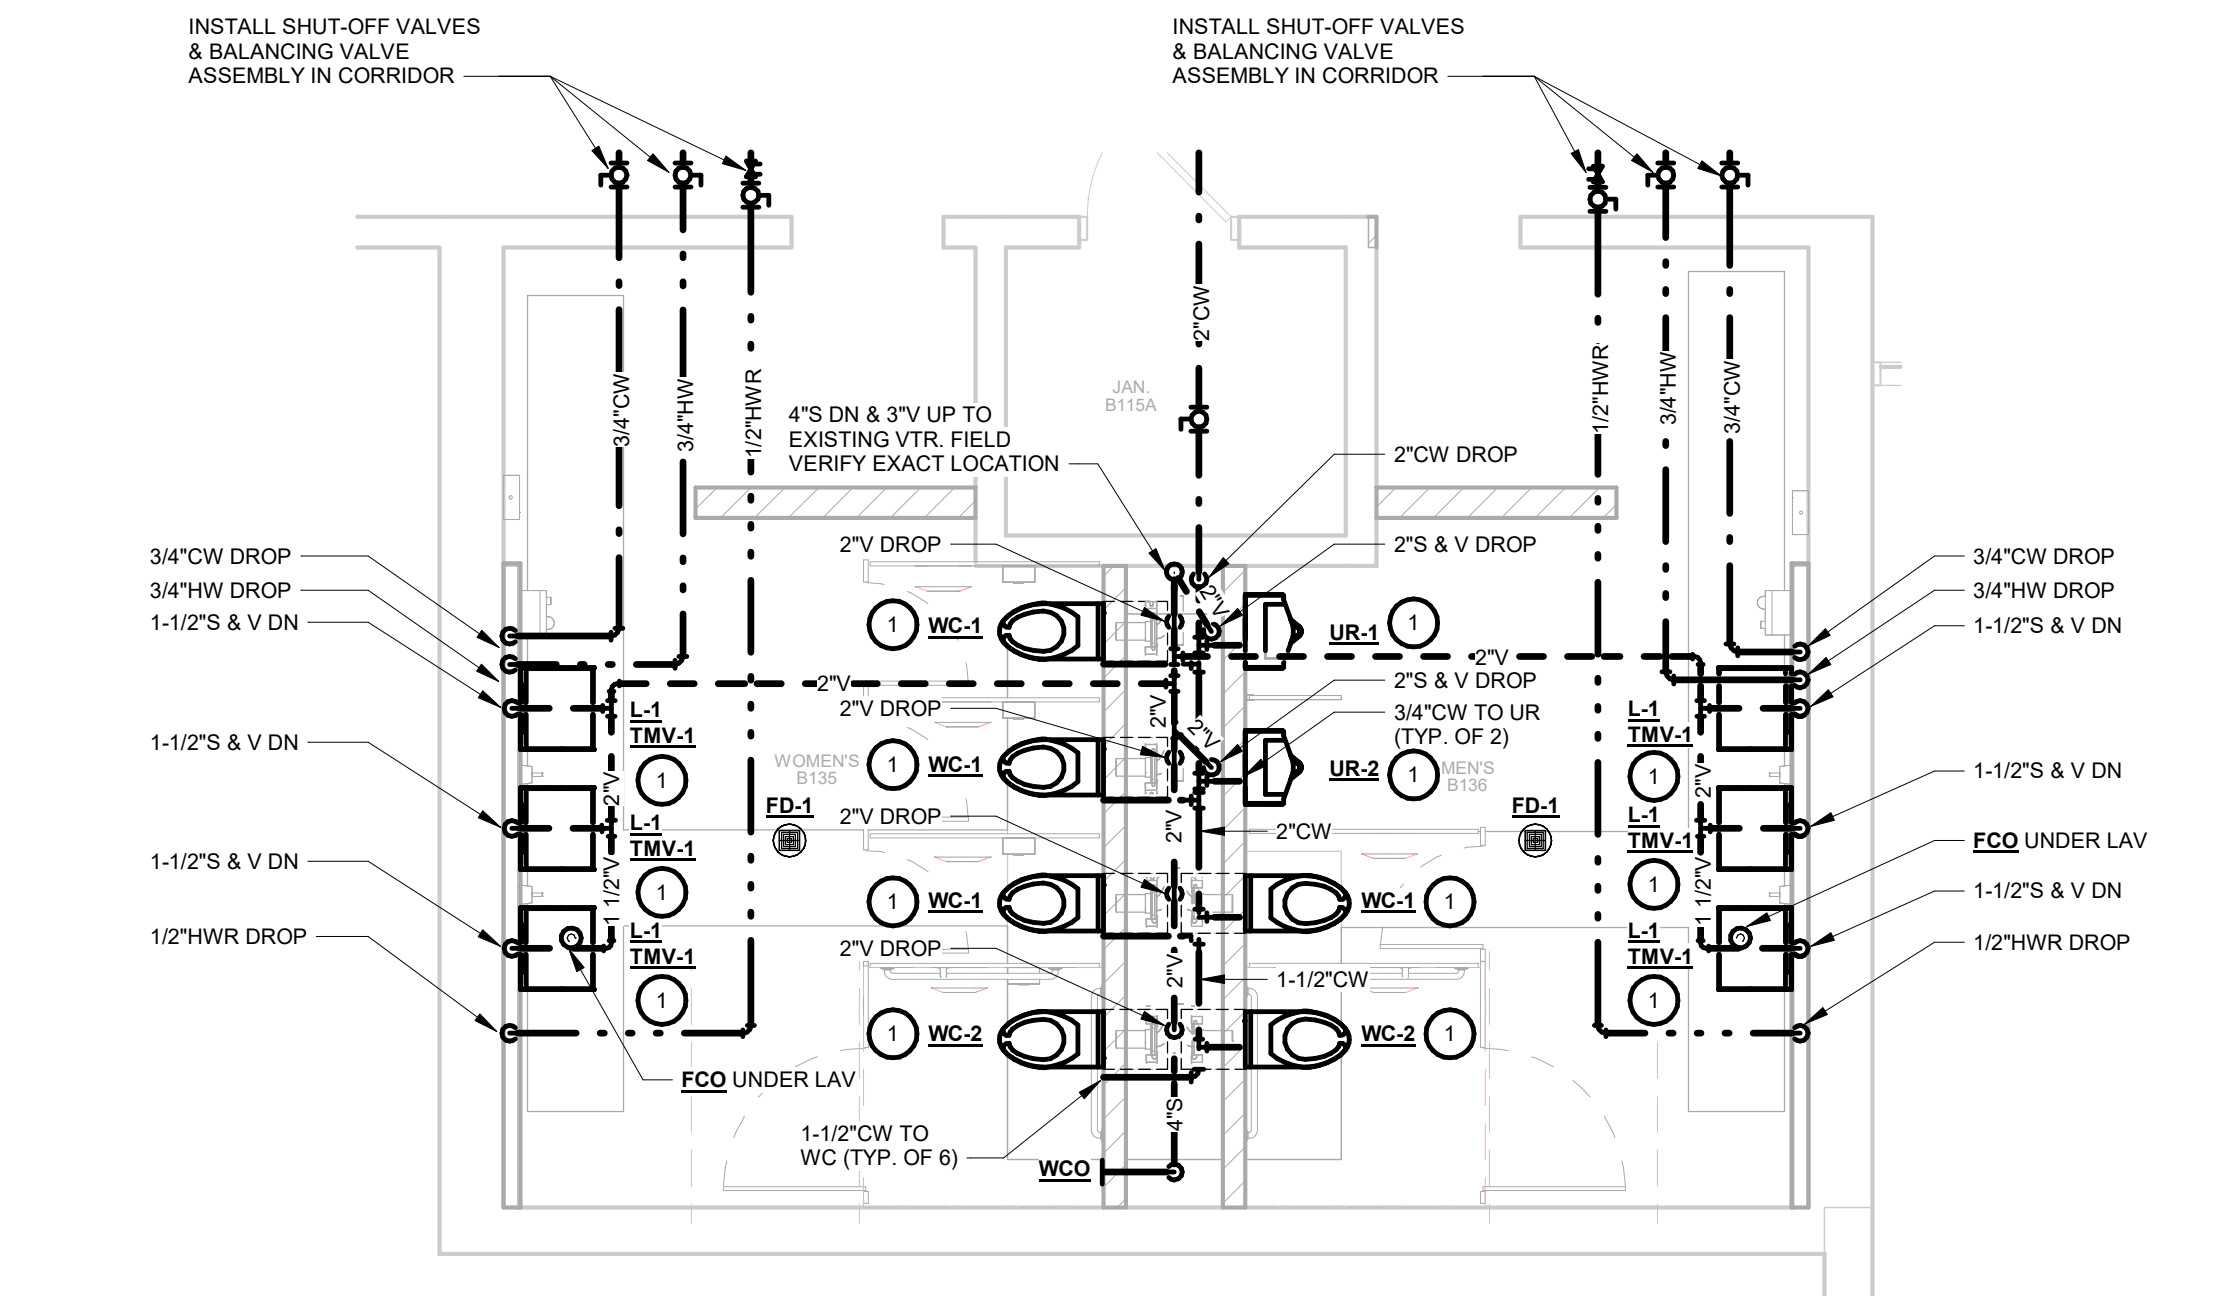 INSTALL SHUT-OFF VALVES
& BALANCING VALVE
ASSEMBLY IN CORRIDOR
INSTALL SHUT-OFF VALVES
& BALANCING VALVE
ASSEMBLY IN CORRIDOR
3/4"CW
3/4"HW
1/2"HWR
2"CW
1/2"HWR
3/4"HW
3/4"CW
JAN.
B115A
4"S DN & 3"V UP TO
EXISTING VTR. FIELD
VERIFY EXACT LOCATION
2"CW DROP
3/4"CW DROP
3/4"HW DROP
1-1/2"S & V DN
1-1/2"S & V DN
1-1/2"S & V DN
1/2"HWR DROP
2"V DROP
2"S & V DROP
1
WC-1
2"V
UR-1
1
2"V
2"V
2"V DROP
2"V
2"V
2"S & V DROP
3/4"CW TO UR
(TYP. OF 2)
L-1
TMV-1
1
WOMEN'S
B135
1
WC-1
UR-2
1
MEN'S
B136
L-1
TMV-1
1
2"V
FD-1
2"V DROP
2"V
2"CW
FD-1
2"V
L-1
TMV-1
1
L-1
TMV-1
1
1 1/2"V
1
WC-1
WC-1
1
1 1/2"V
L-1
TMV-1
1
2"V DROP
2"V
1-1/2"CW
L-1
TMV-1
1
1
WC-2
WC-2
1
FCO UNDER LAV
4"S
1-1/2"CW TO
WC (TYP. OF 6)
WCO
3/4"CW DROP
3/4"HW DROP
1-1/2"S & V DN
1-1/2"S & V DN
FCO UNDER LAV
1-1/2"S & V DN
1/2"HWR DROP